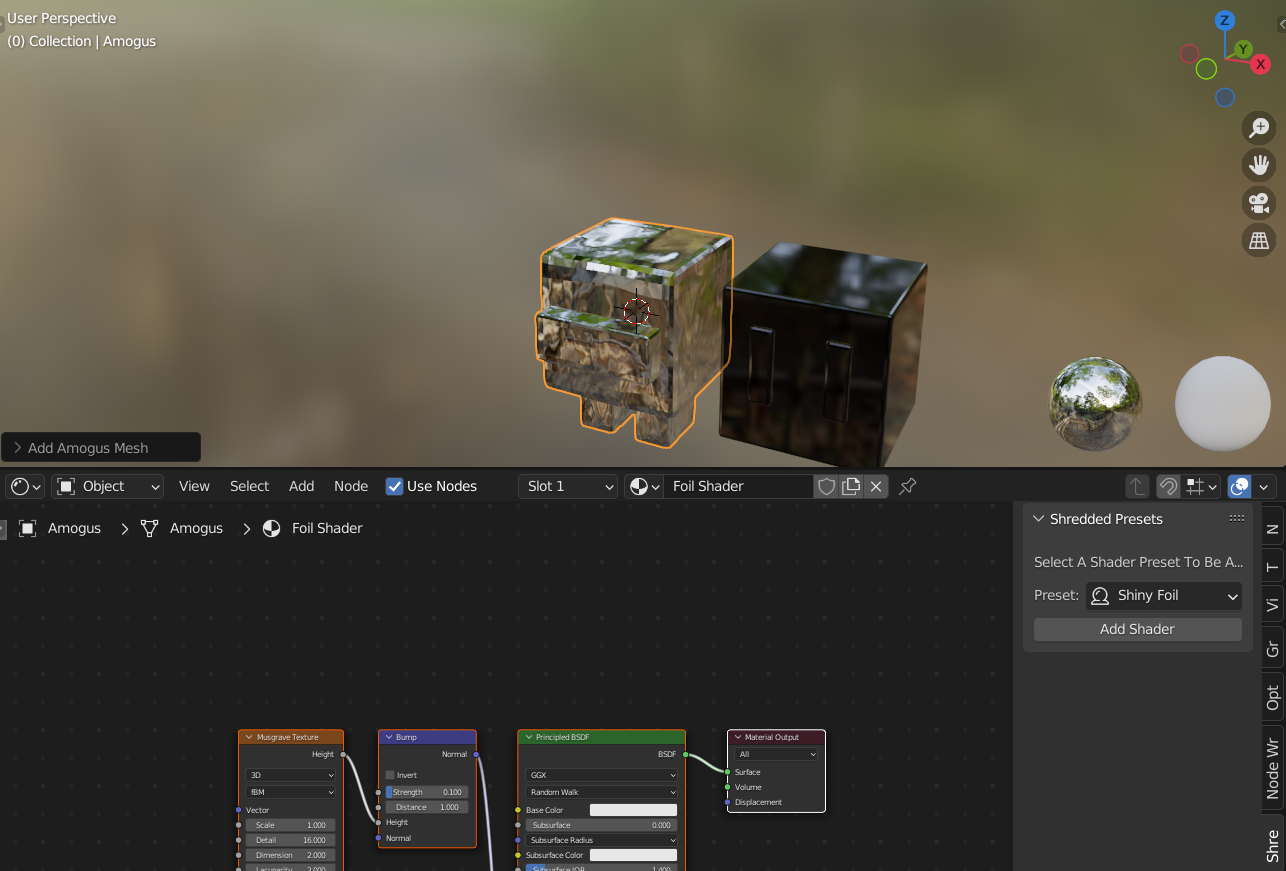 User Perspective
(0) Collection | Amogus
Z
Y
X
Add Amogus Mesh
Object
View
Select
Add
Node
Use Nodes
Slot 1
Foil Shader
Amogus
Amogus
Foil Shader
Shredded Presets
Select A Shader Preset To Be A...
Preset: Shiny Foil
Add Shader
N
T
Vi
Gr
Opt
Node Wr
Shre
Musgrave Texture
Height
3D
fBM
Vector
Scale 1.000
Detail 16.000
Dimension 2.000
Lacunarity 2.000
Bump
Normal
Invert
Strength 0.100
Distance 1.000
Height
Normal
Principled BSDF
BSDF
GGX
Random Walk
Base Color
Subsurface 0.000
Subsurface Radius
Subsurface Color
Subsurface IOR 1.400
Material Output
All
Surface
Volume
Displacement